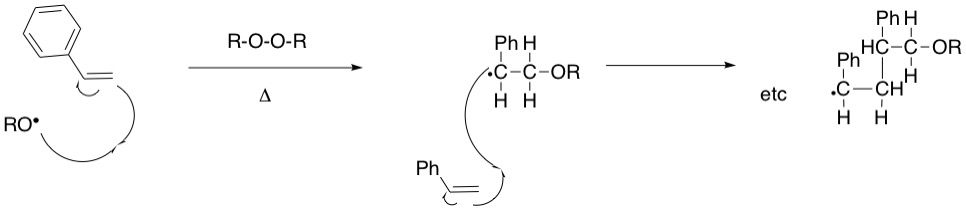 R-O-O-R
Δ
RO•
Ph H
•C–C–OR
H H
Ph
etc
Ph H
HC–C–OR
Ph H
•C–CH
H H